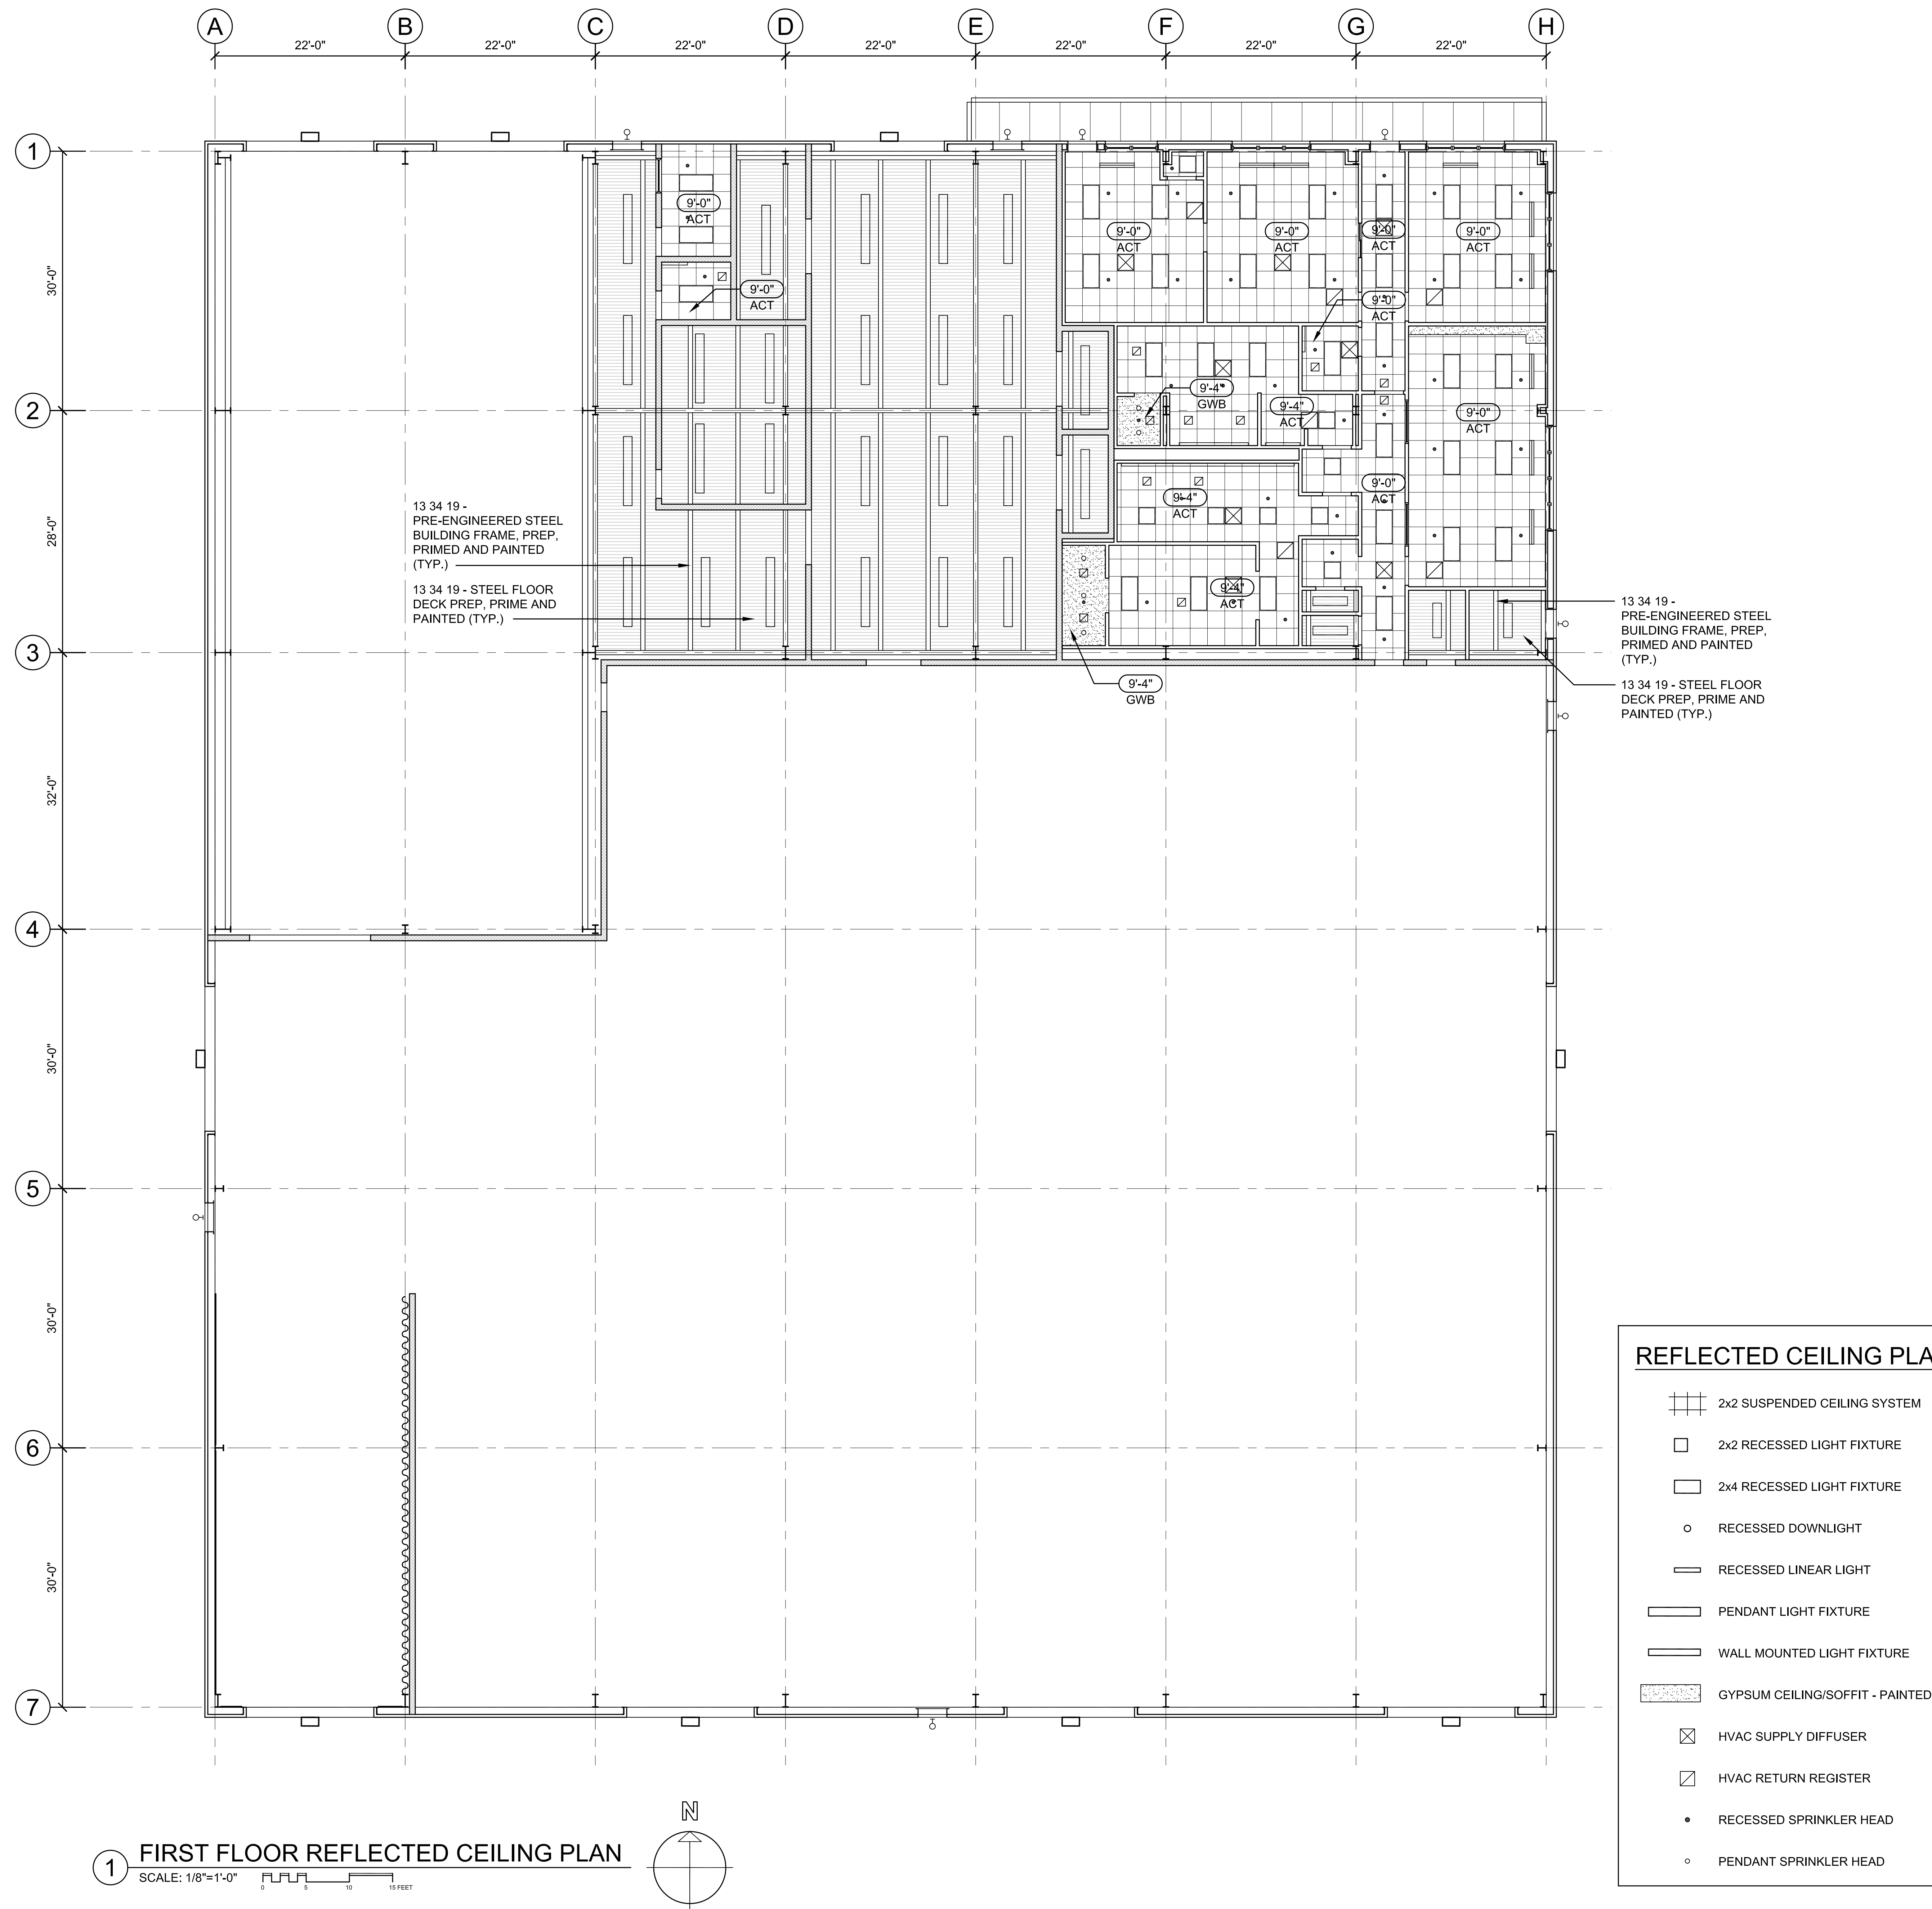 A B C D E F G H
22'-0" 22'-0" 22'-0" 22'-0" 22'-0" 22'-0" 22'-0"
1
2
3
4
5
6
7
30'-0"
28'-0"
32'-0"
30'-0"
30'-0"
30'-0"
9'-0"
ACT
9'-0"
ACT
9'-0"
ACT
9'-0"
ACT
9'-0"
ACT
9'-0"
ACT
9'-0"
ACT
9'-4"
GWB
9'-4"
ACT
9'-0"
ACT
9'-4"
ACT
9'-0"
ACT
9'-4"
ACT
9'-4"
GWB
13 34 19 -
PRE-ENGINEERED STEEL
BUILDING FRAME, PREP,
PRIMED AND PAINTED
(TYP.)
13 34 19 - STEEL FLOOR
DECK PREP, PRIME AND
PAINTED (TYP.)
13 34 19 -
PRE-ENGINEERED STEEL
BUILDING FRAME, PREP,
PRIMED AND PAINTED
(TYP.)
13 34 19 - STEEL FLOOR
DECK PREP, PRIME AND
PAINTED (TYP.)
REFLECTED CEILING PLA
2x2 SUSPENDED CEILING SYSTEM
2x2 RECESSED LIGHT FIXTURE
2x4 RECESSED LIGHT FIXTURE
RECESSED DOWNLIGHT
RECESSED LINEAR LIGHT
PENDANT LIGHT FIXTURE
WALL MOUNTED LIGHT FIXTURE
GYPSUM CEILING/SOFFIT - PAINTED
HVAC SUPPLY DIFFUSER
HVAC RETURN REGISTER
RECESSED SPRINKLER HEAD
PENDANT SPRINKLER HEAD
N
1 FIRST FLOOR REFLECTED CEILING PLAN
SCALE: 1/8"=1'-0"
0 5 10 15 FEET